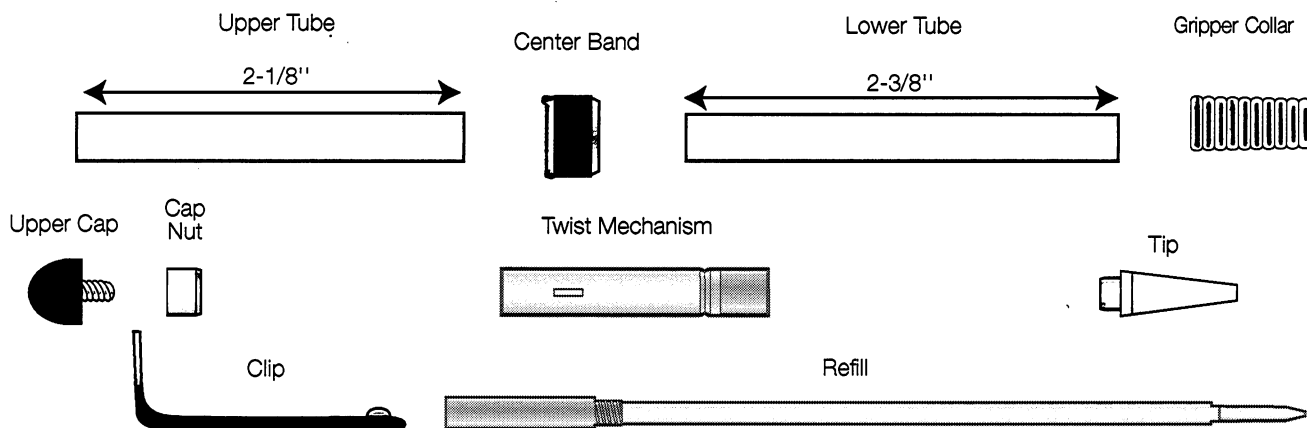 Upper Tube
Center Band
Lower Tube
Gripper Collar
2-1/8"
2-3/8"
Upper Cap
Cap
Nut
Twist Mechanism
Tip
Clip
Refill